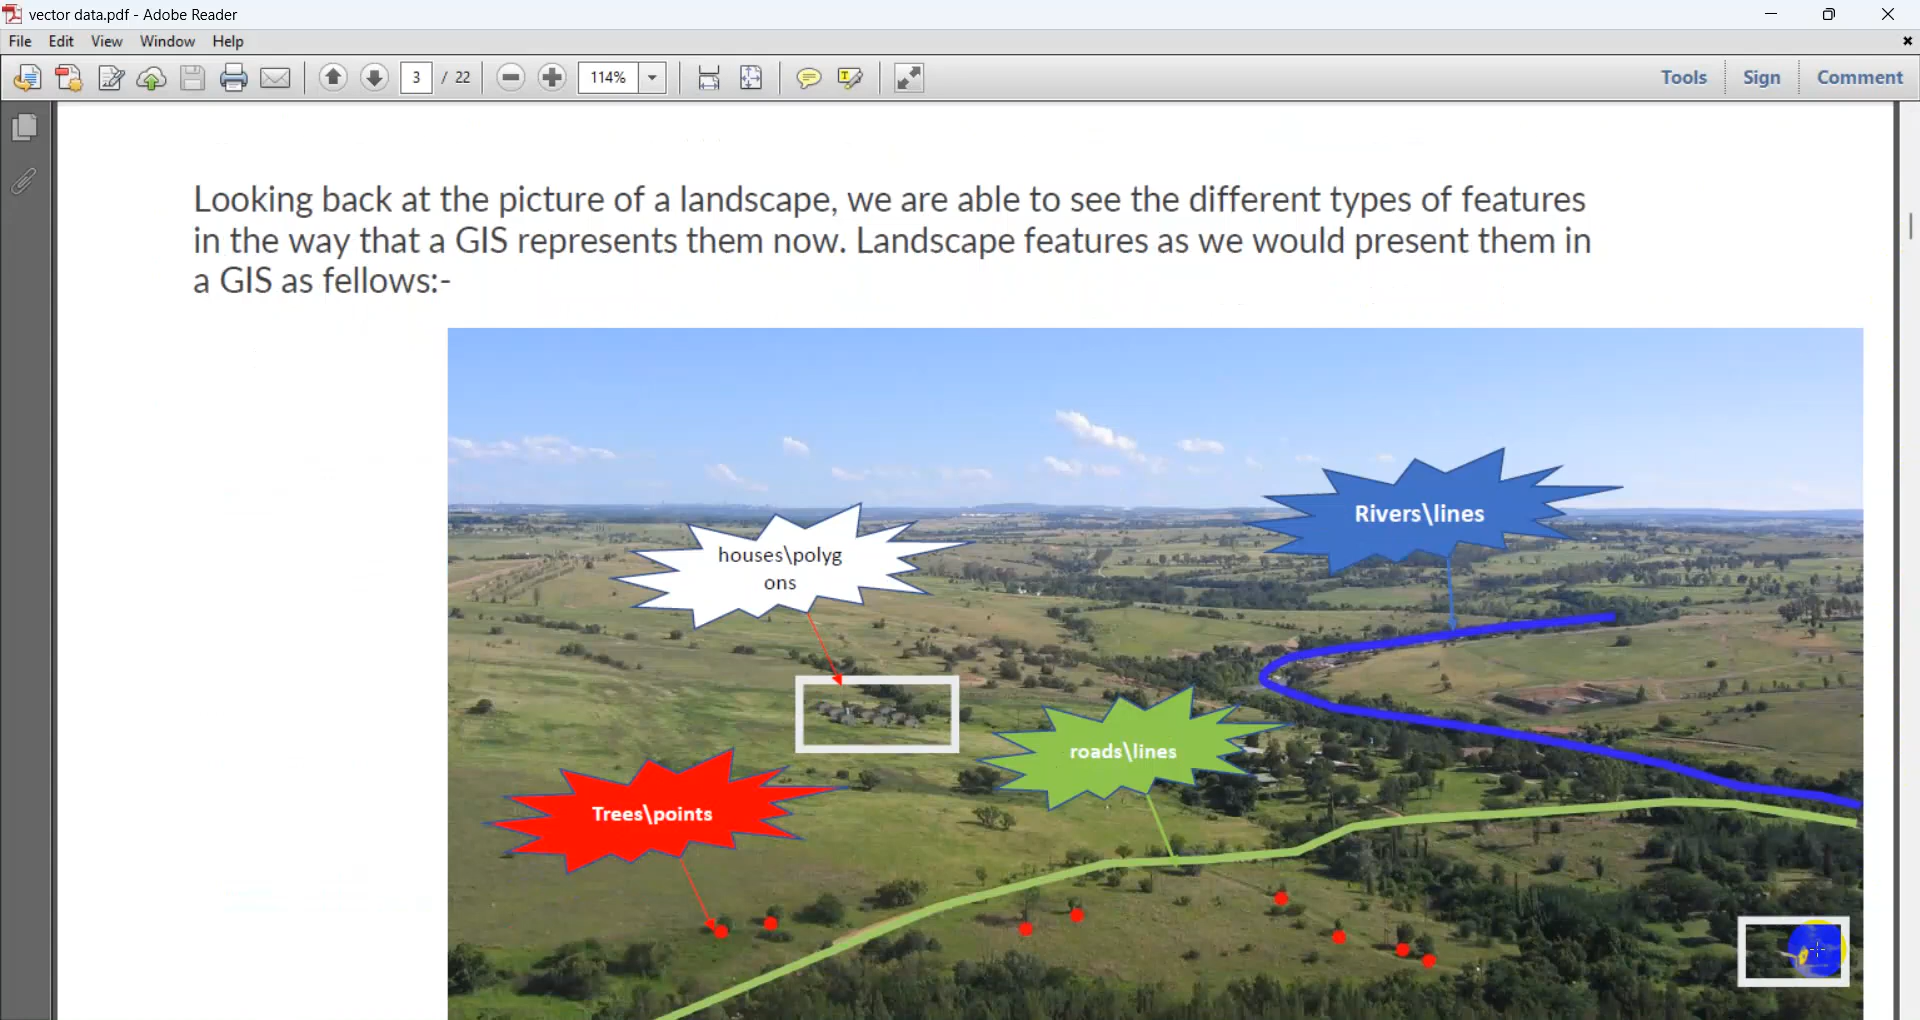 vector data.pdf - Adobe Reader
File Edit View Window Help
3 / 22
114%
Tools Sign Comment
Looking back at the picture of a landscape, we are able to see the different types of features
in the way that a GIS represents them now. Landscape features as we would present them in
a GIS as fellows:-
Rivers\lines
houses\polyg
ons
roads\lines
Trees\points